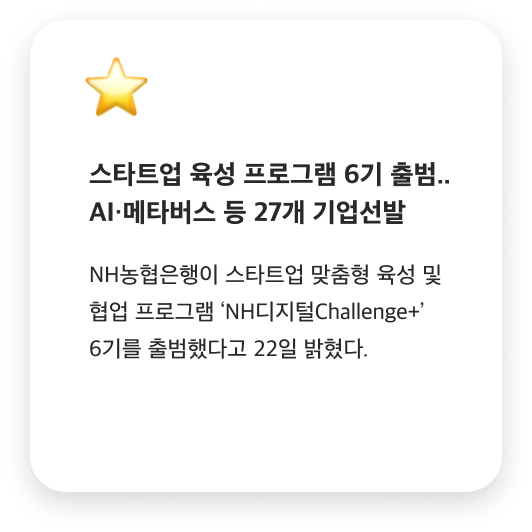 스타트업 육성 프로그램 6기 출범..
AI·메타버스 등 27개 기업선발
NH농협은행이 스타트업 맞춤형 육성 및
협업 프로그램 ‘NH디지털Challenge+’
6기를 출범했다고 22일 밝혔다.